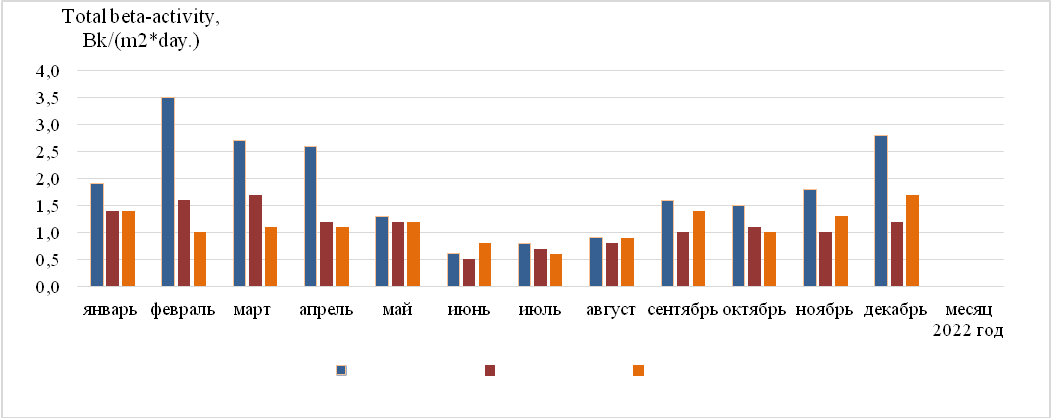 Total beta-activity,
Bk/(m2*day.)
4,0
3,5
3,0
2,5
2,0
1,5
1,0
0,5
0,0
январь февраль март апрель май июнь июль август сентябрь октябрь ноябрь декабрь месяц
2022 год